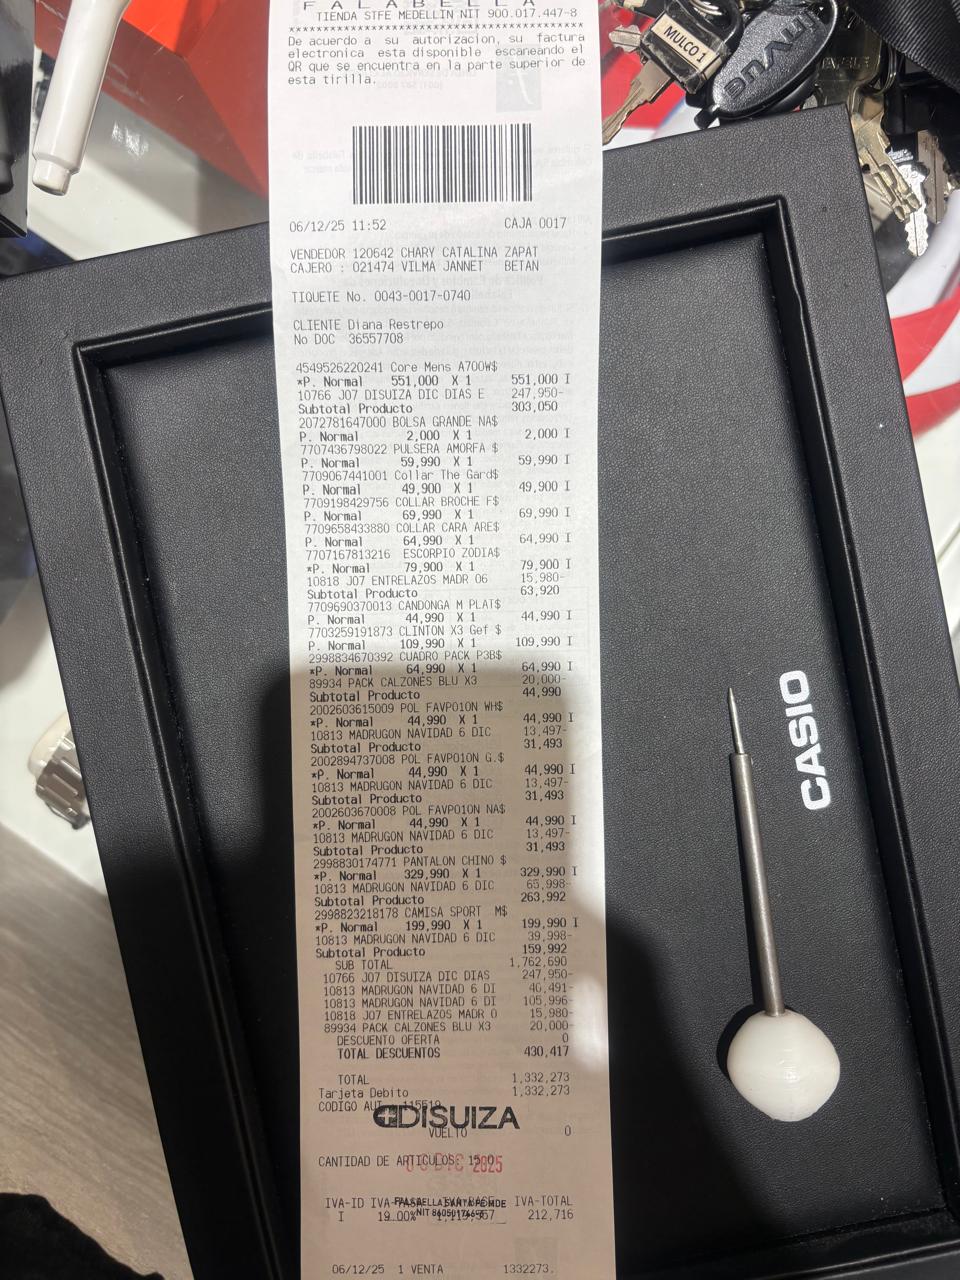 FALABELLA
TIENDA STFE MEDELLIN NIT 900.017.447-8
****************************************
De acuerdo a su autorizacion, su factura
electronica esta disponible escaneando el
QR que se encuentra en la parte superior de
esta tirilla.
06/12/25 11:52 CAJA 0017
VENDEDOR 120642 CHARY CATALINA ZAPAT
CAJERO : 021474 VILMA JANNET BETAN
TIQUETE No. 0043-0017-0740
CLIENTE Diana Restrepo
No DOC 36557708
4549526220241 Core Mens A700W$
*P. Normal 551,000 X 1 551,000 I
10766 J07 DISUIZA DIC DIAS E 247,950-
Subtotal Producto 303,050
2072781647000 BOLSA GRANDE NA$
P. Normal 2,000 X 1 2,000 I
7707436798022 PULSERA AMORFA $
P. Normal 59,990 X 1 59,990 I
7709067441001 Collar The Gard$
P. Normal 49,900 X 1 49,900 I
7709198429756 COLLAR BROCHE F$
P. Normal 69,990 X 1 69,990 I
7709658433880 COLLAR CARA ARE$
P. Normal 64,990 X 1 64,990 I
7707167813216 ESCORPIO ZODIA$
*P. Normal 79,900 X 1 79,900 I
10818 J07 ENTRELAZOS MADR 06 15,980-
Subtotal Producto 63,920
7709690370013 CANDONGA M PLAT$
P. Normal 44,990 X 1 44,990 I
7703259191873 CLINTON X3 Gef $
P. Normal 109,990 X 1 109,990 I
2998834670392 CUADRO PACK P3B$
*P. Normal 64,990 X 1 64,990 I
89934 PACK CALZONES BLU X3 20,000-
Subtotal Producto 44,990
2002603615009 POL FAVPO1ON WH$
*P. Normal 44,990 X 1 44,990 I
10813 MADRUGON NAVIDAD 6 DIC 13,497-
Subtotal Producto 31,493
2002894737008 POL FAVPO1ON G.$
*P. Normal 44,990 X 1 44,990 I
10813 MADRUGON NAVIDAD 6 DIC 13,497-
Subtotal Producto 31,493
2002603670008 POL FAVPO1ON NA$
*P. Normal 44,990 X 1 44,990 I
10813 MADRUGON NAVIDAD 6 DIC 13,497-
Subtotal Producto 31,493
2998830174771 PANTALON CHINO $
*P. Normal 329,990 X 1 329,990 I
10813 MADRUGON NAVIDAD 6 DIC 65,998-
Subtotal Producto 263,992
2998823218178 CAMISA SPORT M$
*P. Normal 199,990 X 1 199,990 I
10813 MADRUGON NAVIDAD 6 DIC 39,998-
Subtotal Producto 159,992
SUB TOTAL 1,762,690
10766 J07 DISUIZA DIC DIAS 247,950-
10813 MADRUGON NAVIDAD 6 DI 40,491-
10813 MADRUGON NAVIDAD 6 DI 105,996-
10818 J07 ENTRELAZOS MADR 0 15,980-
89934 PACK CALZONES BLU X3 20,000-
DESCUENTO OFERTA 0
TOTAL DESCUENTOS 430,417
TOTAL 1,332,273
Tarjeta Debito 1,332,273
CODIGO AUT
DISUIZA
VUELTO 0
CANTIDAD DE ARTICULOS:
DIC 2025
IVA-ID IVA-TASA IVA-BASE IVA-TOTAL
FALABELLA SANTA FE MDE
I 19.00% 212,716
06/12/25 1 VENTA 1332273.
MULCO 1
CASIO